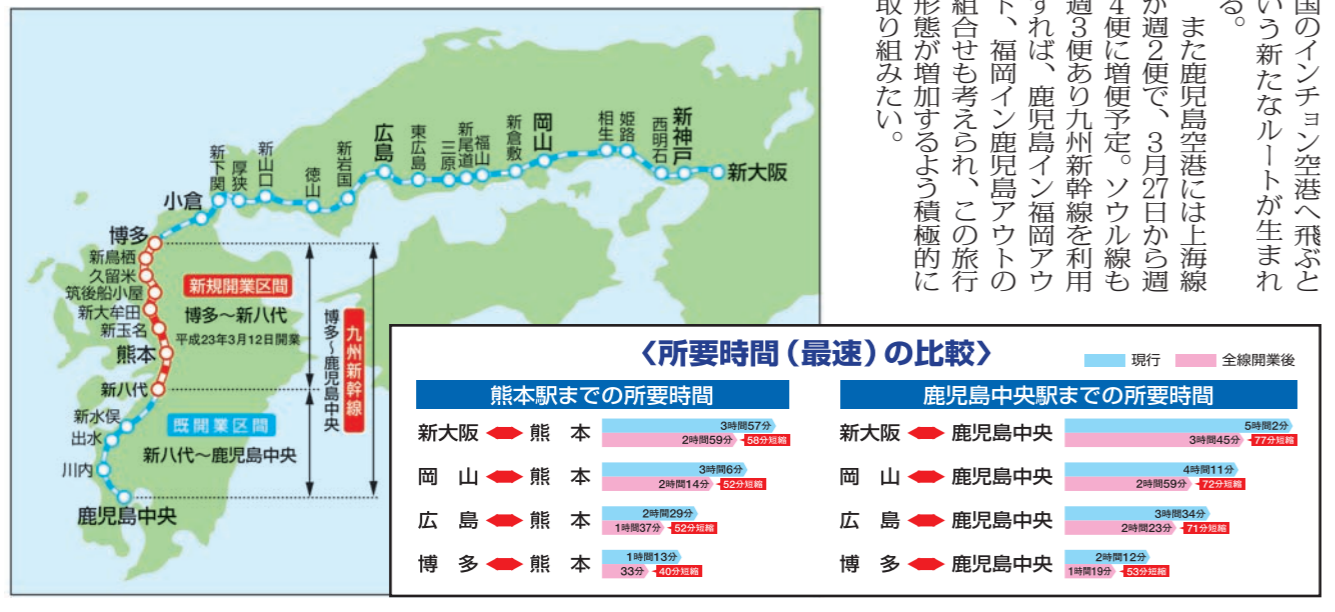 国のインチョン空港へ飛ぶと
いう新たなルートが生まれ
る。
また鹿児島空港には上海線
が週2便で、3月27日から週
4便に増便予定。ソウル線も
週3便あり九州新幹線を利用
すれば、鹿児島イン福岡アウ
ト、福岡イン鹿児島アウトの
組合せも考えられ、この旅行
形態が増加するよう積極的に
取り組みたい。
新大阪
新神戸
西明石
姫路
相生
岡山
新倉敷
福山
新尾道
三原
東広島
広島
新岩国
徳山
新山口
厚狭
新下関
小倉
博多
新鳥栖
久留米
筑後船小屋
新大牟田
新玉名
熊本
新八代
新水俣
出水
川内
鹿児島中央
新規開業区間
博多～新八代
平成23年3月12日開業
既開業区間
新八代～鹿児島中央
九州新幹線
博多～鹿児島中央
〈所要時間（最速）の比較〉
現行 全線開業後
熊本駅までの所要時間
新大阪 熊本 3時間57分
2時間59分 58分短縮
岡山 熊本 3時間6分
2時間14分 52分短縮
広島 熊本 2時間29分
1時間37分 52分短縮
博多 熊本 1時間13分
33分 40分短縮
鹿児島中央駅までの所要時間
新大阪 鹿児島中央 5時間2分
3時間45分 77分短縮
岡山 鹿児島中央 4時間11分
2時間59分 72分短縮
広島 鹿児島中央 3時間34分
2時間23分 71分短縮
博多 鹿児島中央 2時間12分
1時間19分 53分短縮